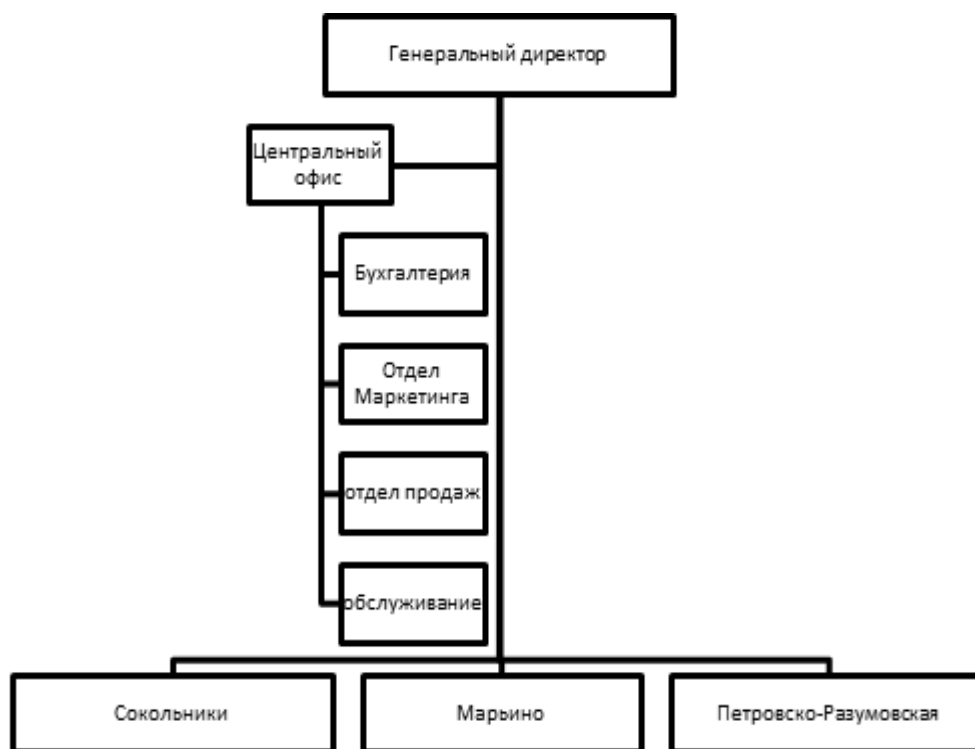 Генеральный директор
Центральный
офис
Бухгалтерия
Отдел
Маркетинга
отдел продаж
обслуживание
Сокольники
Марьино
Петровско-Разумовская